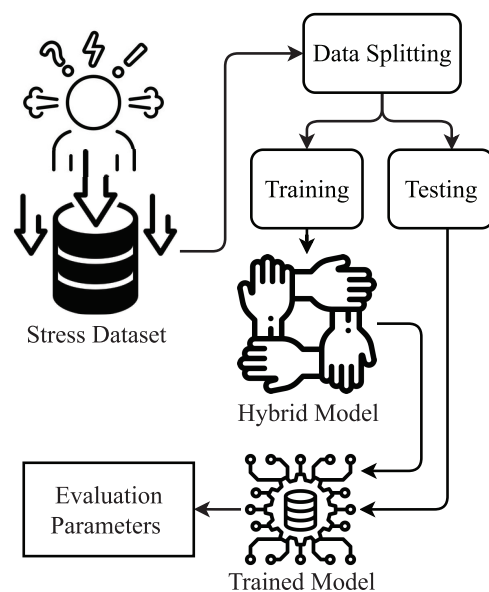 Data Splitting
Training
Testing
Stress Dataset
Hybrid Model
Evaluation
Parameters
Trained Model